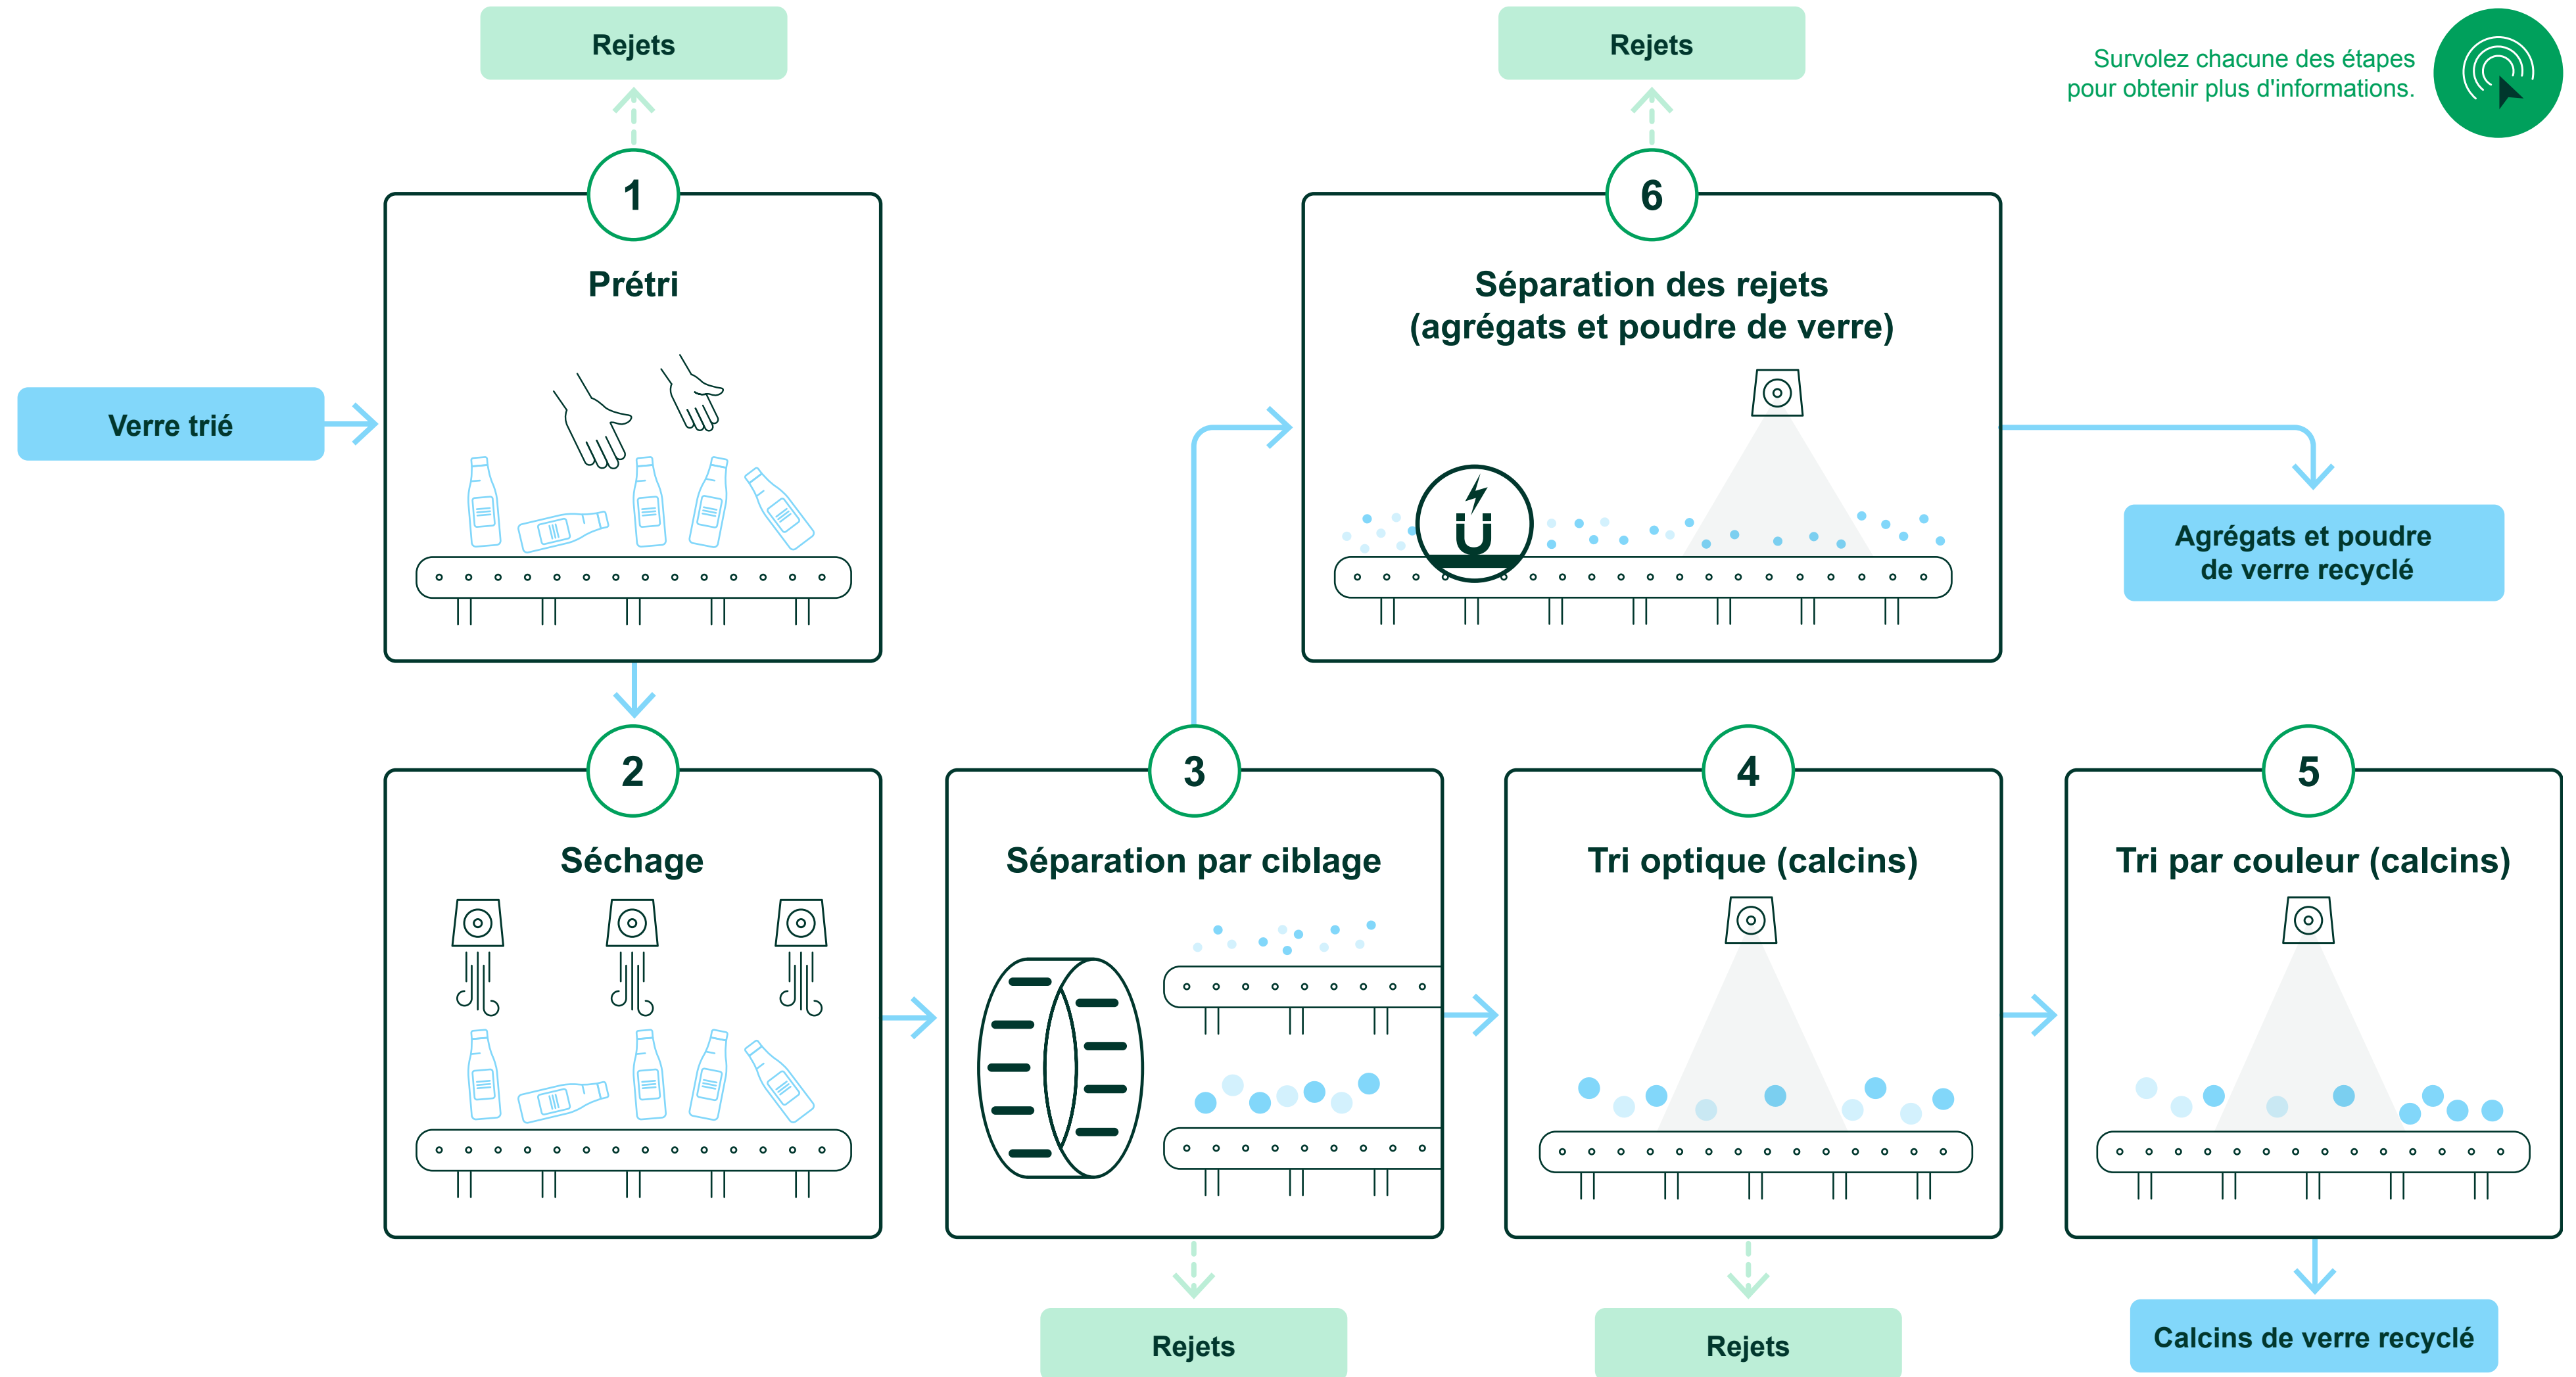 Rejets
Rejets
Survolez chacune des étapes
pour obtenir plus d'informations.
1
Prétri
6
Séparation des rejets
(agrégats et poudre de verre)
Verre trié
Agrégats et poudre
de verre recyclé
2
Séchage
3
Séparation par ciblage
4
Tri optique (calcins)
5
Tri par couleur (calcins)
Rejets
Rejets
Calcins de verre recyclé